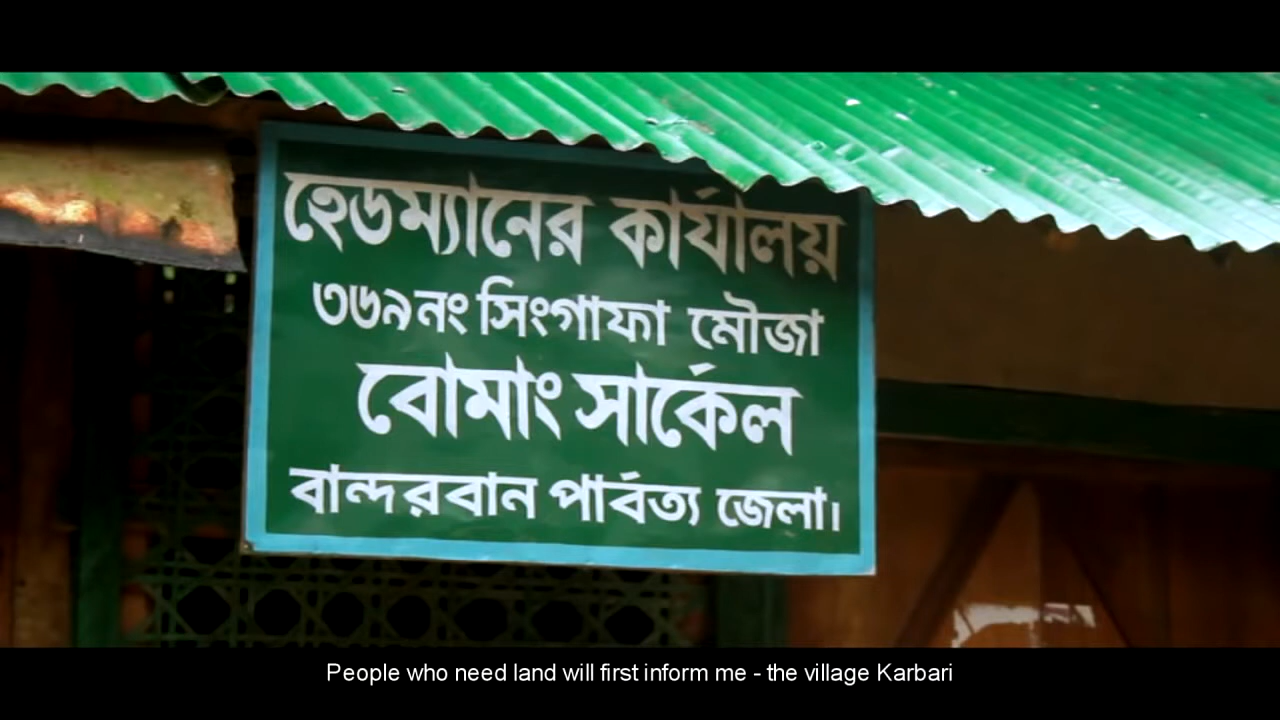 হেডম্যানের কার্যালয়
৩৬৯নং সিংগাফা মৌজা
বোমাং সার্কেল
বান্দরবান পার্বত্য জেলা।
People who need land will first inform me - the village Karbari